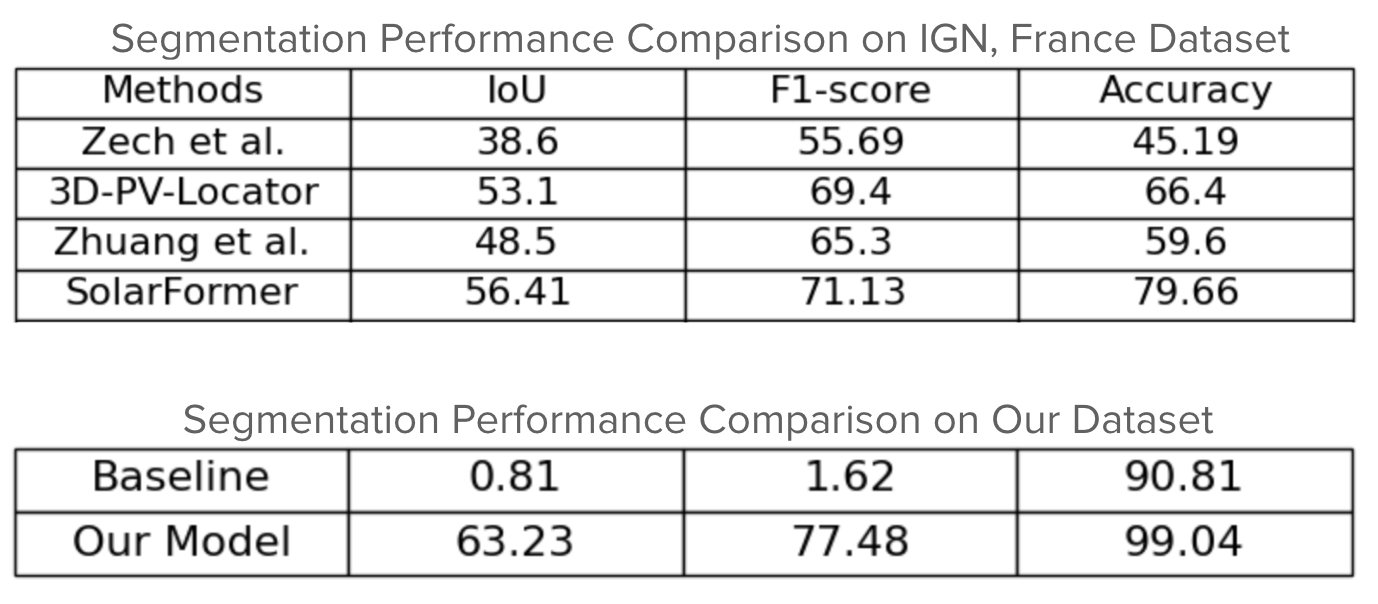 Segmentation Performance Comparison on IGN, France Dataset
Methods IoU F1-score Accuracy
Zech et al. 38.6 55.69 45.19
3D-PV-Locator 53.1 69.4 66.4
Zhuang et al. 48.5 65.3 59.6
SolarFormer 56.41 71.13 79.66
Segmentation Performance Comparison on Our Dataset
Baseline 0.81 1.62 90.81
Our Model 63.23 77.48 99.04